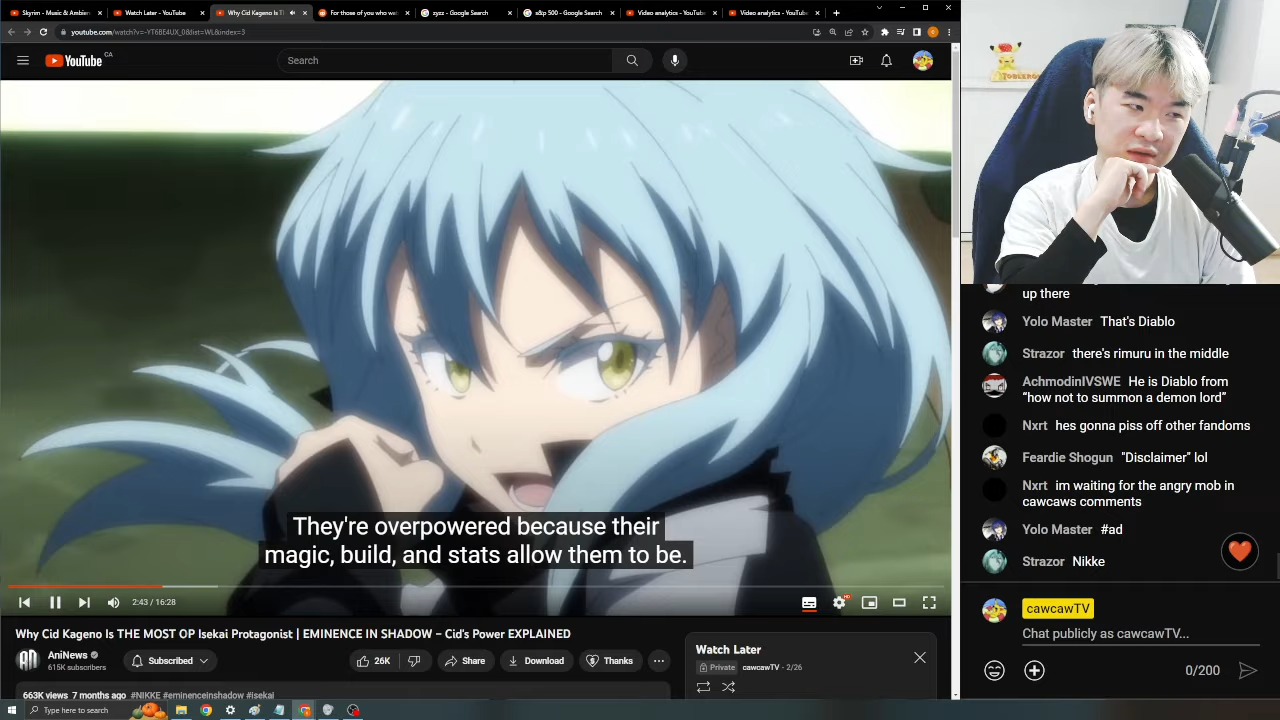 Skyrim - Music & Ambien
Watch Later - YouTube
Why Cid Kageno Is T
For those of you who wat
zyzz - Google Search
s&p 500 - Google Search
Video analytics - YouTube
Video analytics - YouTube
youtube.com/watch?v=-YT6BE4UX_0&list=WL&index=3
YouTube CA
Search
They're overpowered because their
magic, build, and stats allow them to be.
2:43 / 16:28
HD
Why Cid Kageno Is THE MOST OP Isekai Protagonist | EMINENCE IN SHADOW – Cid's Power EXPLAINED
AniNews
615K subscribers
Subscribed
26K
Share
Download
Thanks
663K views 7 months ago #NIKKE #eminenceinshadow #isekai
Watch Later
Private cawcawTV - 2/26
Type here to search
up there
Yolo Master That's Diablo
Strazor there's rimuru in the middle
AchmodinIVSWE He is Diablo from
“how not to summon a demon lord”
Nxrt hes gonna piss off other fandoms
Feardie Shogun "Disclaimer" lol
Nxrt im waiting for the angry mob in
cawcaws comments
Yolo Master #ad
Strazor Nikke
cawcawTV
Chat publicly as cawcawTV...
0/200